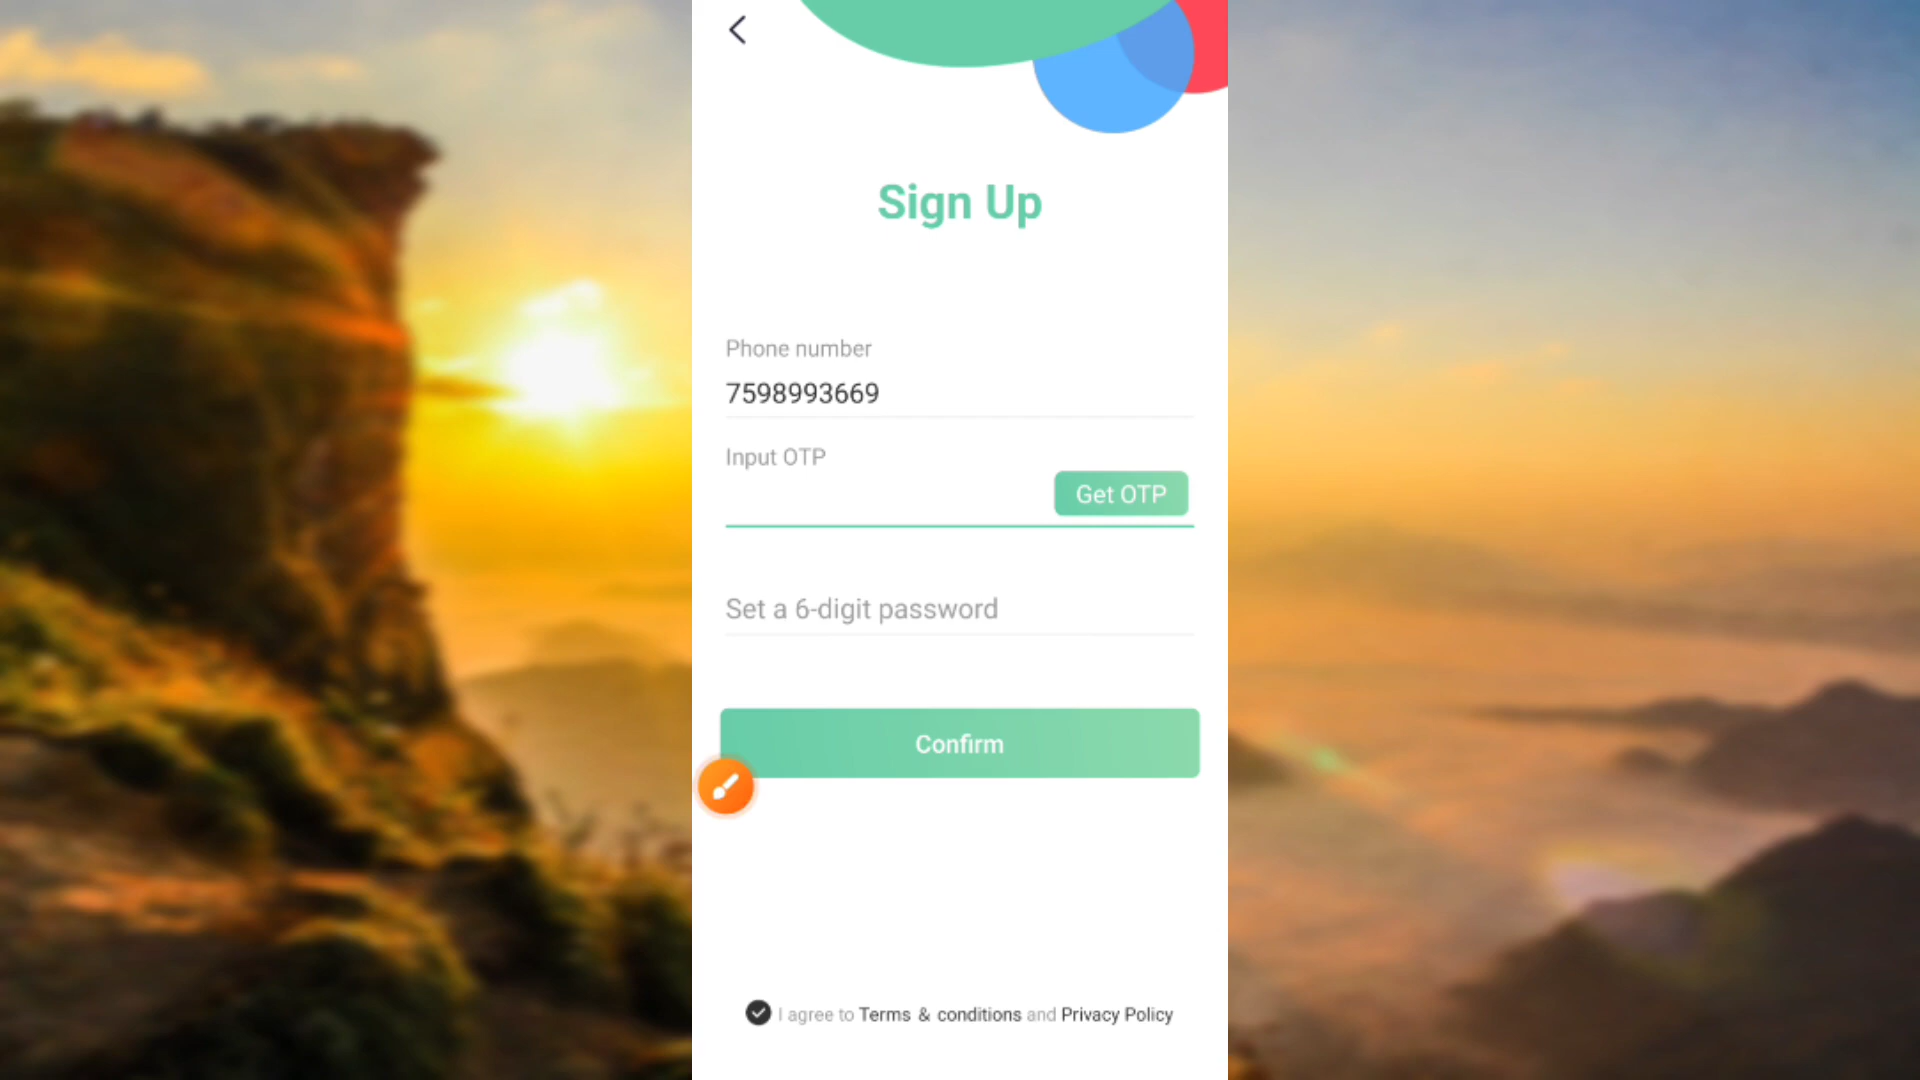 Sign Up
Phone number
7598993669
Input OTP
Get OTP
Set a 6-digit password
Confirm
I agree to Terms & conditions and Privacy Policy